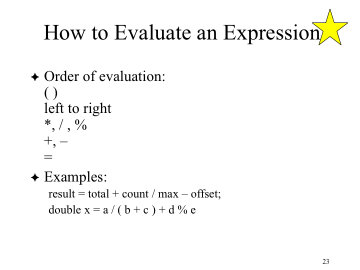 How to Evaluate an Expression
✦ Order of evaluation:
( )
left to right
*, / , %
+, –
=
✦ Examples:
result = total + count / max – offset;
double x = a / ( b + c ) + d % e
23